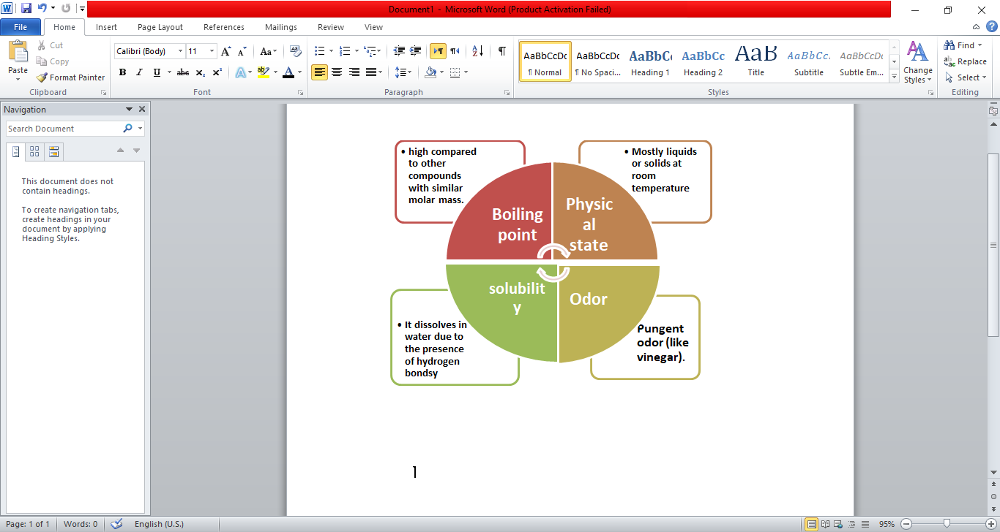 Document1 - Microsoft Word (Product Activation Failed)
File Home Insert Page Layout References Mailings Review View
Paste
Cut
Copy
Format Painter
Clipboard
Calibri (Body) 11
Font
Paragraph
AaBbCcDc AaBbCcDc AaBbCc AaBbCc AaB AaBbCc. AaBbCcDc
¶ Normal ¶ No Spaci... Heading 1 Heading 2 Title Subtitle Subtle Em...
Change
Styles
Styles
Find
Replace
Select
Editing
Navigation
Search Document
This document does not
contain headings.
To create navigation tabs,
create headings in your
document by applying
Heading Styles.
• high compared
to other
compounds
with similar
molar mass.
• Mostly liquids
or solids at
room
temperature
Boiling
point
Physic
al
state
solubilit
y
Odor
• It dissolves in
water due to
the presence
of hydrogen
bondsy
Pungent
odor (like
vinegar).
Page: 1 of 1 Words: 0 English (U.S.) 95%